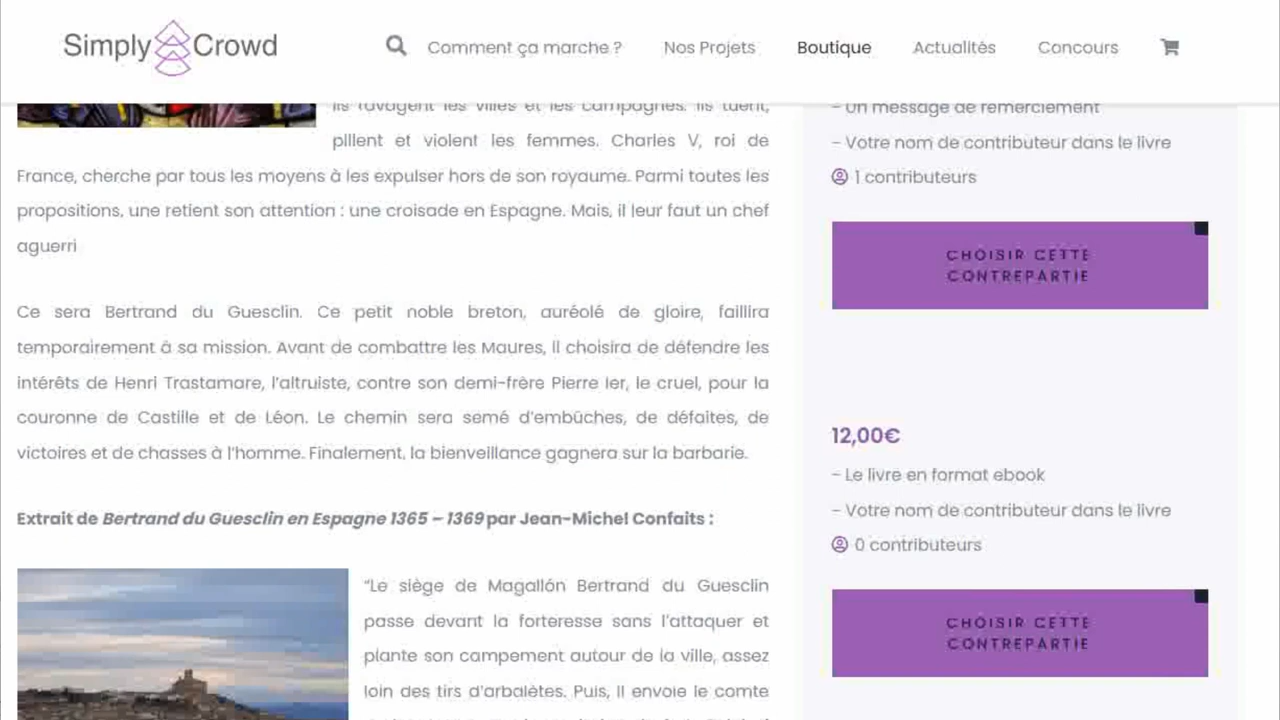 Simply Crowd
Comment ça marche ?
Nos Projets
Boutique
Actualités
Concours
ils ravagent les villes et les campagnes. Ils tuent,
pillent et violent les femmes. Charles V, roi de
France, cherche par tous les moyens à les expulser hors de son royaume. Parmi toutes les
propositions, une retient son attention : une croisade en Espagne. Mais, il leur faut un chef
aguerri
Ce sera Bertrand du Guesclin. Ce petit noble breton, auréolé de gloire, faillira
temporairement à sa mission. Avant de combattre les Maures, il choisira de défendre les
intérêts de Henri Trastamare, l'altruiste, contre son demi-frère Pierre Ier, le cruel, pour la
couronne de Castille et de Léon. Le chemin sera semé d'embûches, de défaites, de
victoires et de chasses à l'homme. Finalement, la bienveillance gagnera sur la barbarie.
Extrait de Bertrand du Guesclin en Espagne 1365 – 1369 par Jean-Michel Confaits :
"Le siège de Magallón Bertrand du Guesclin
passe devant la forteresse sans l'attaquer et
plante son campement autour de la ville, assez
loin des tirs d'arbalètes. Puis, il envoie le comte
– Un message de remerciement
– Votre nom de contributeur dans le livre
1 contributeurs
CHOISIR CETTE
CONTREPARTIE
12,00€
– Le livre en format ebook
– Votre nom de contributeur dans le livre
0 contributeurs
CHOISIR CETTE
CONTREPARTIE